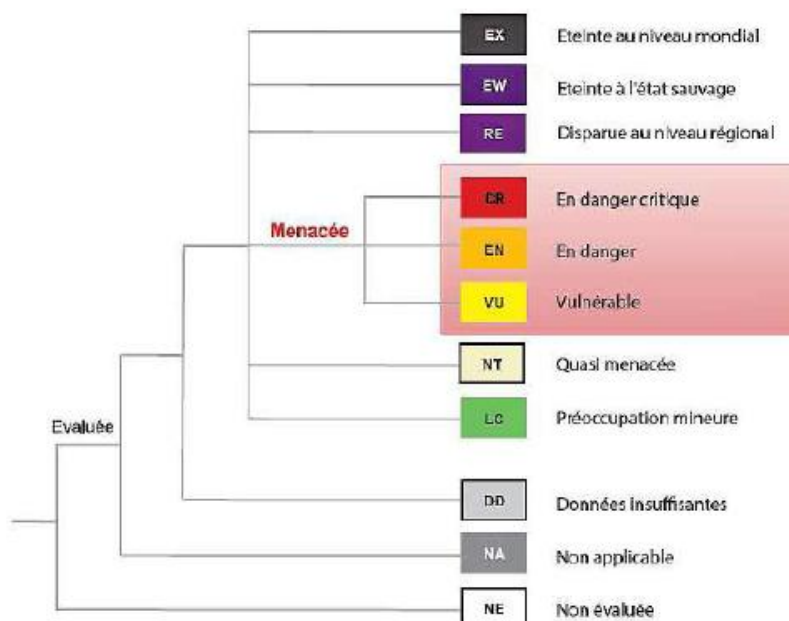 EX Eteinte au niveau mondial
EW Eteinte à l'état sauvage
RE Disparue au niveau régional
CR En danger critique
Menacée
EN En danger
VU Vulnérable
NT Quasi menacée
LC Préoccupation mineure
Evaluée
DD Données insuffisantes
NA Non applicable
NE Non évaluée